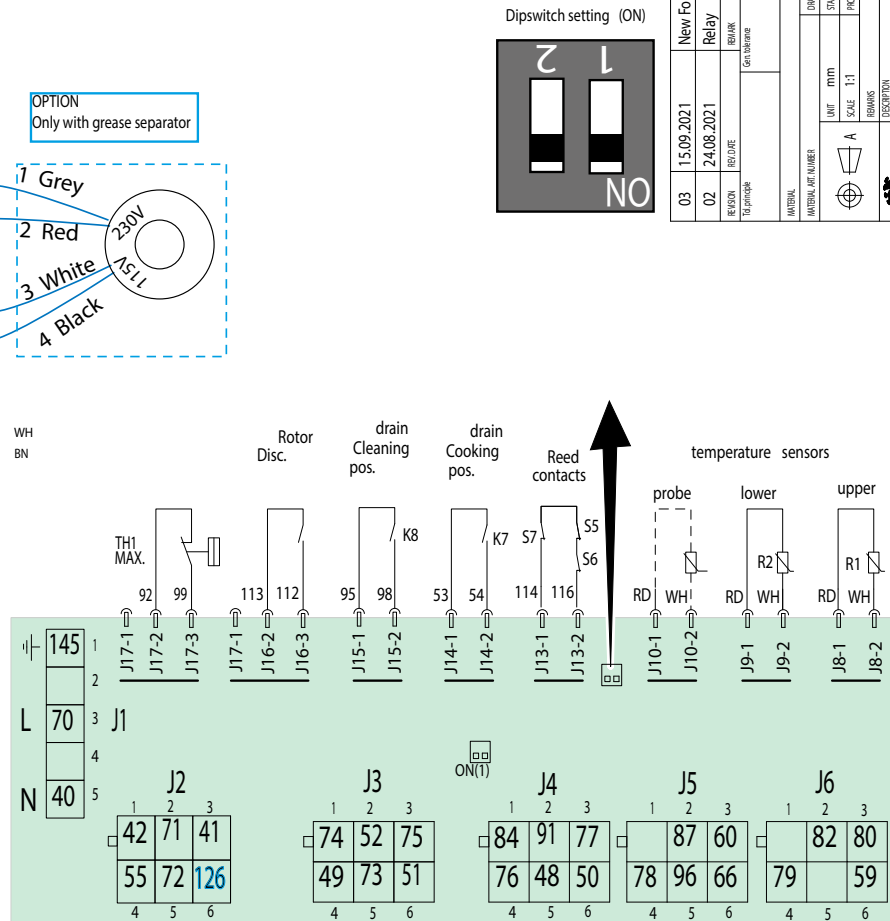 Dipswitch setting (ON)
2 1
NO
03 15.09.2021 New Fo
02 24.08.2021 Relay
REVISION REV.DATE REMARK
Td.principle Gen.tolerance
MATERIAL
MATERIAL ART. NUMBER DRA
UNIT mm STA
SCALE 1:1 PRO
A
REMARKS
DESCRIPTION
OPTION
Only with grease separator
1 Grey
2 Red
3 White
4 Black
230V
115V
WH
BN
Rotor
Disc.
drain
Cleaning
pos.
drain
Cooking
pos.
Reed
contacts
temperature sensors
probe lower upper
TH1
MAX.
K8
K7
S7 S5
S6
R2
R1
92 99 113 112 95 98 53 54 114 116 RD WH RD WH RD WH
J17-1 J17-2 J17-3 J17-1 J16-2 J16-3 J15-1 J15-2 J14-1 J14-2 J13-1 J13-2 J10-1 J10-2 J9-1 J9-2 J8-1 J8-2
145 1
2
L 70 3 J1
4
N 40 5
ON(1)
J2 J3 J4 J5 J6
1 2 3 1 2 3 1 2 3 1 2 3 1 2 3
42 71 41 74 52 75 84 91 77 87 60 82 80
55 72 126 49 73 51 76 48 50 78 96 66 79 59
4 5 6 4 5 6 4 5 6 4 5 6 4 5 6